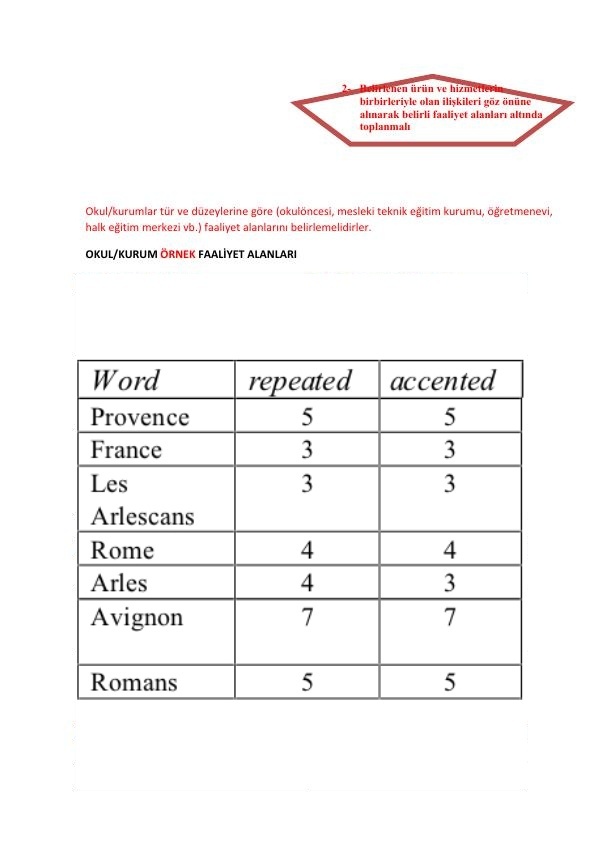 2- Belirlenen ürün ve hizmetlerin
birbirleriyle olan ilişkileri göz önüne
alınarak belirli faaliyet alanları altında
toplanmalı
Okul/kurumlar tür ve düzeylerine göre (okulöncesi, mesleki teknik eğitim kurumu, öğretmenevi,
halk eğitim merkezi vb.) faaliyet alanlarını belirlemelidirler.
OKUL/KURUM ÖRNEK FAALİYET ALANLARI
Word repeated accented
Provence 5 5
France 3 3
Les 3 3
Arlescans
Rome 4 4
Arles 4 3
Avignon 7 7
Romans 5 5